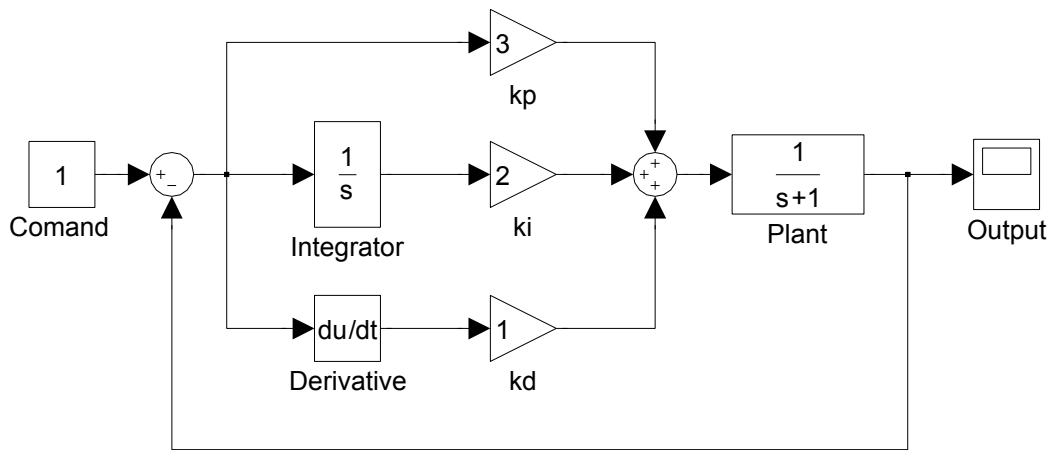 3
kp
1
Comand
+
−
1
s
Integrator
2
ki
+
+
+
1
s+1
Plant
Output
du/dt
Derivative
1
kd